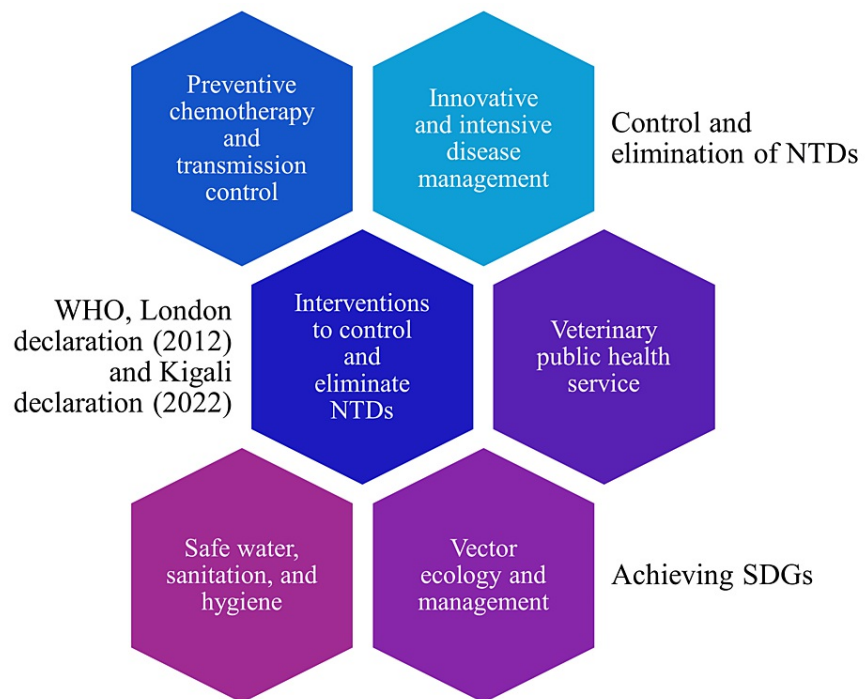 Preventive
chemotherapy
and
transmission
control
Innovative
and intensive
disease
management
Control and
elimination of NTDs
WHO, London
declaration (2012)
and Kigali
declaration (2022)
Interventions
to control
and
eliminate
NTDs
Veterinary
public health
service
Safe water,
sanitation, and
hygiene
Vector
ecology and
management
Achieving SDGs